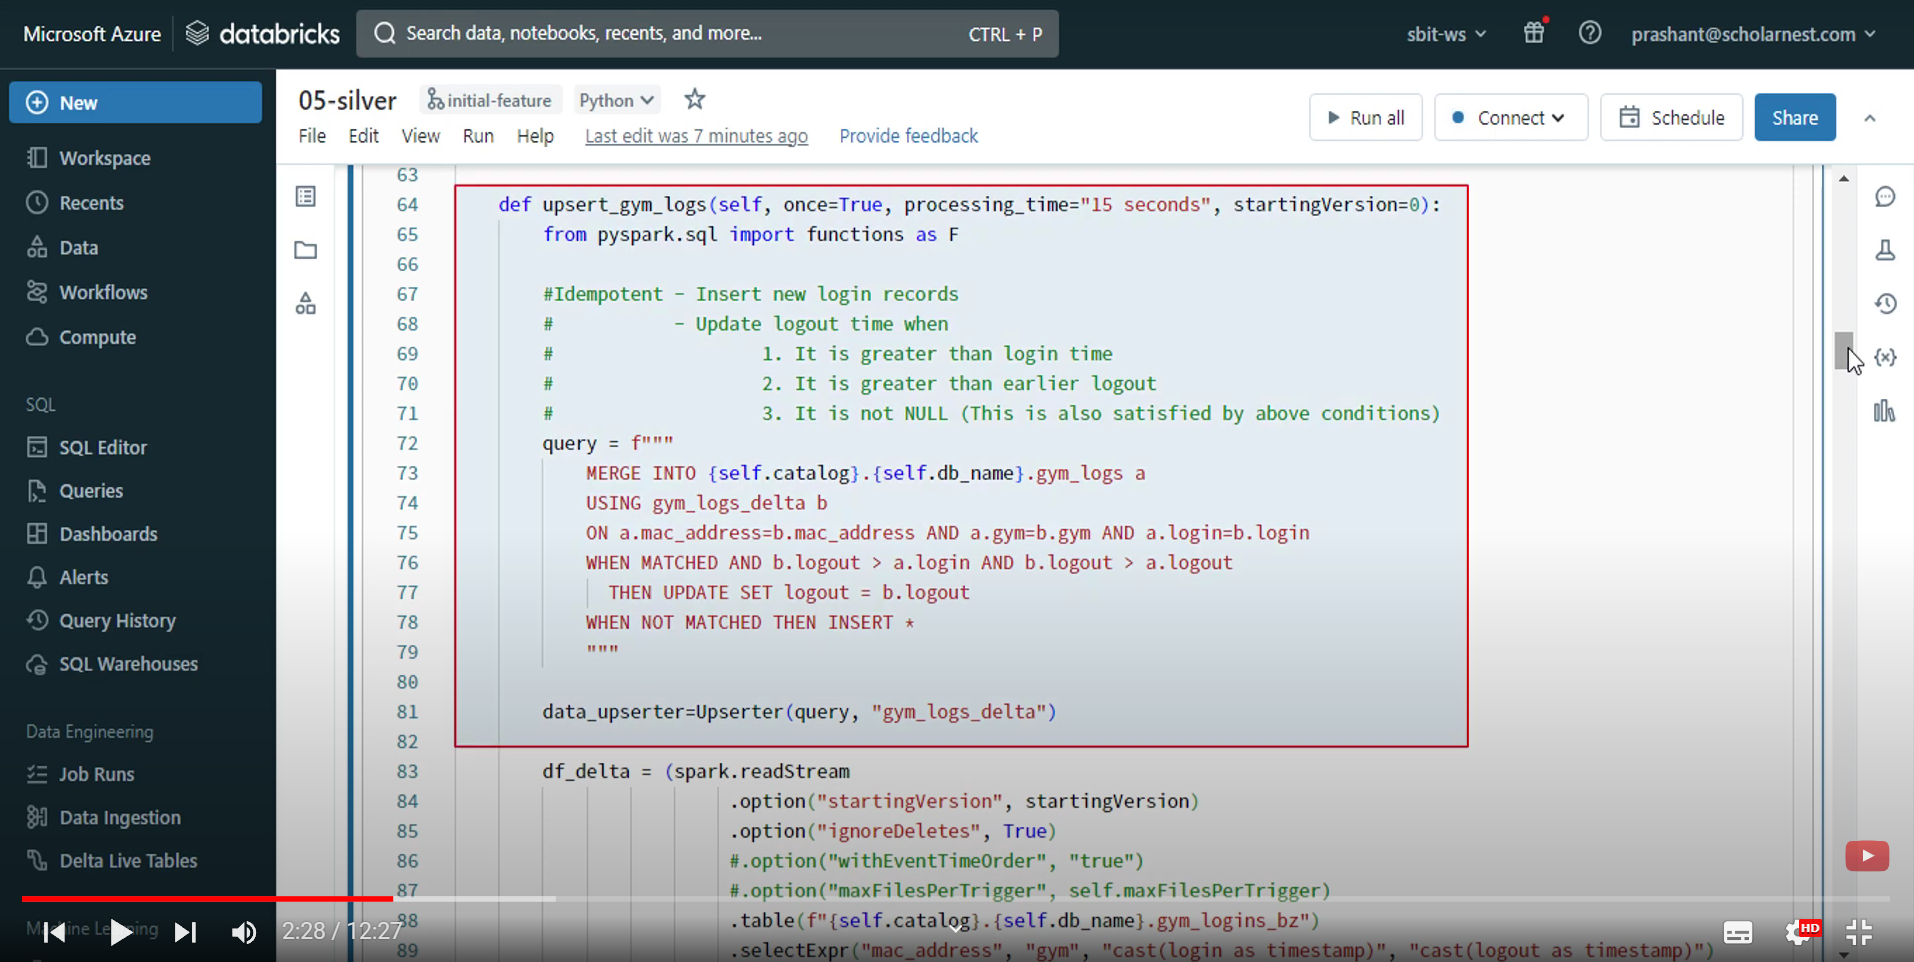 Microsoft Azure databricks Search data, notebooks, recents, and more... CTRL + P sbit-ws prashant@scholarnest.com
New
Workspace
Recents
Data
Workflows
Compute
SQL
SQL Editor
Queries
Dashboards
Alerts
Query History
SQL Warehouses
Data Engineering
Job Runs
Data Ingestion
Delta Live Tables
Machine Learning
05-silver initial-feature Python
File Edit View Run Help Last edit was 7 minutes ago Provide feedback
Run all Connect Schedule Share
63
64 def upsert_gym_logs(self, once=True, processing_time="15 seconds", startingVersion=0):
65 from pyspark.sql import functions as F
66
67 #Idempotent - Insert new login records
68 # - Update logout time when
69 # 1. It is greater than login time
70 # 2. It is greater than earlier logout
71 # 3. It is not NULL (This is also satisfied by above conditions)
72 query = f"""
73 MERGE INTO {self.catalog}.{self.db_name}.gym_logs a
74 USING gym_logs_delta b
75 ON a.mac_address=b.mac_address AND a.gym=b.gym AND a.login=b.login
76 WHEN MATCHED AND b.logout > a.login AND b.logout > a.logout
77 THEN UPDATE SET logout = b.logout
78 WHEN NOT MATCHED THEN INSERT *
79 """
80
81 data_upserter=Upserter(query, "gym_logs_delta")
82
83 df_delta = (spark.readStream
84 .option("startingVersion", startingVersion)
85 .option("ignoreDeletes", True)
86 #.option("withEventTimeOrder", "true")
87 #.option("maxFilesPerTrigger", self.maxFilesPerTrigger)
88 .table(f"{self.catalog}.{self.db_name}.gym_logins_bz")
89 .selectExpr("mac_address", "gym", "cast(login as timestamp)", "cast(logout as timestamp)")
2:28 / 12:27
HD